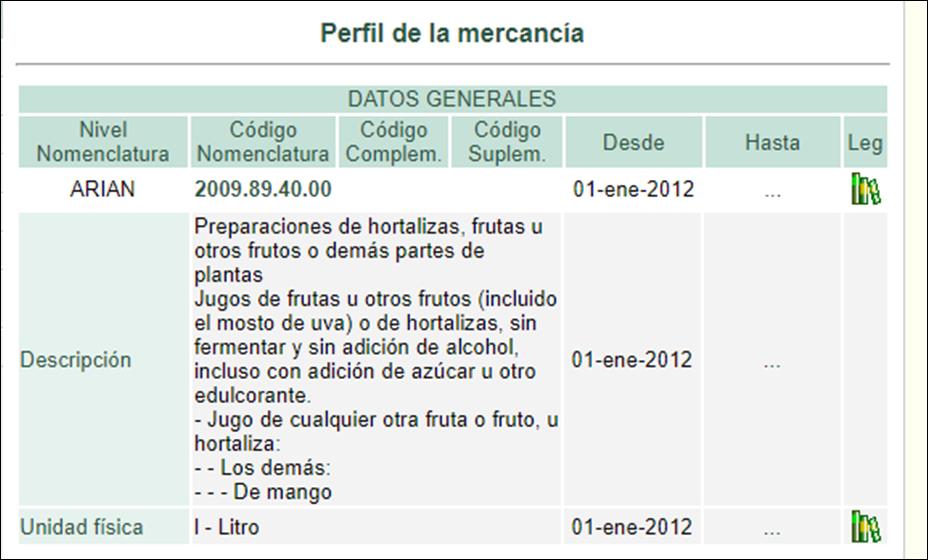 Perfil de la mercancía
DATOS GENERALES
Nivel Nomenclatura
Código Nomenclatura
Código Complem.
Código Suplem.
Desde
Hasta
Leg
ARIAN
2009.89.40.00
01-ene-2012
...
Descripción
Preparaciones de hortalizas, frutas u
otros frutos o demás partes de
plantas
Jugos de frutas u otros frutos (incluido
el mosto de uva) o de hortalizas, sin
fermentar y sin adición de alcohol,
incluso con adición de azúcar u otro
edulcorante.
- Jugo de cualquier otra fruta o fruto, u
hortaliza:
- - Los demás:
- - - De mango
01-ene-2012
...
Unidad física
l - Litro
01-ene-2012
...